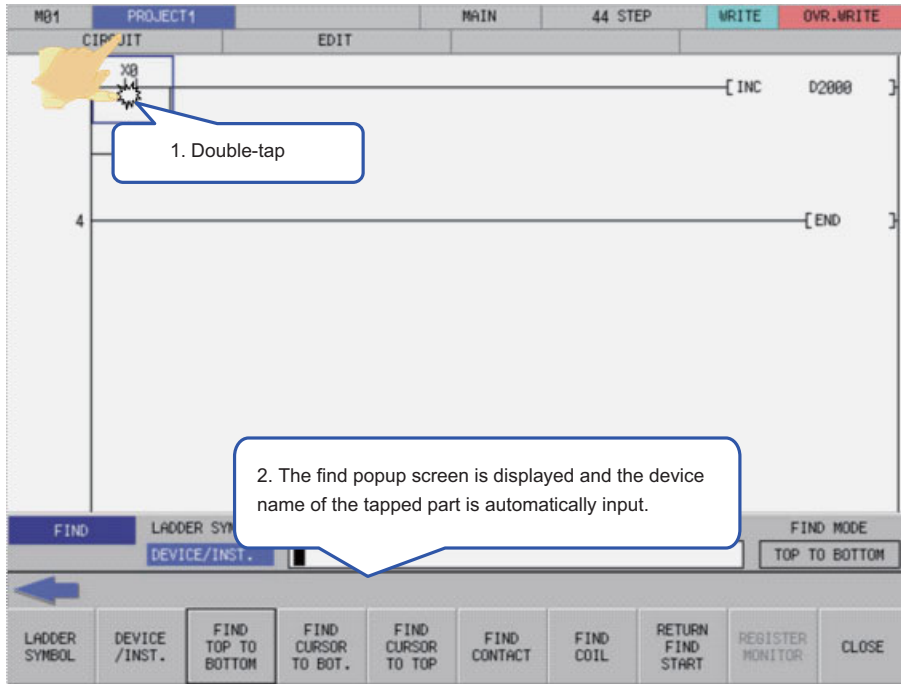 M01 PROJECT1 MAIN 44 STEP WRITE OVR.WRITE
CIRCUIT EDIT
X0
[ INC D2000 ]
1. Double-tap
4 [ END ]
2. The find popup screen is displayed and the device
name of the tapped part is automatically input.
FIND LADDER SYM FIND MODE
DEVICE/INST. TOP TO BOTTOM
LADDER
SYMBOL
DEVICE
/INST.
FIND
TOP TO
BOTTOM
FIND
CURSOR
TO BOT.
FIND
CURSOR
TO TOP
FIND
CONTACT
FIND
COIL
RETURN
FIND
START
REGISTER
MONITOR
CLOSE